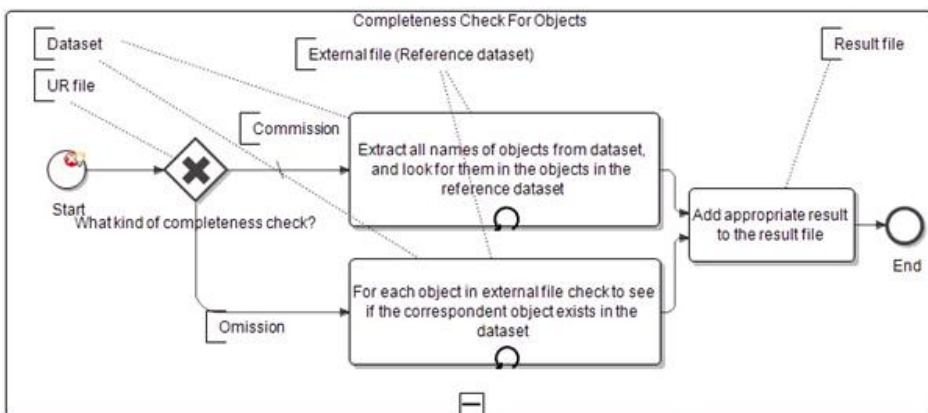 Completeness Check For Objects
Dataset
External file (Reference dataset)
Result file
UR file
Commission
Extract all names of objects from dataset,
and look for them in the objects in the
reference dataset
Start
What kind of completeness check?
Add appropriate result
to the result file
End
For each object in external file check to see
if the correspondent object exists in the
dataset
Omission